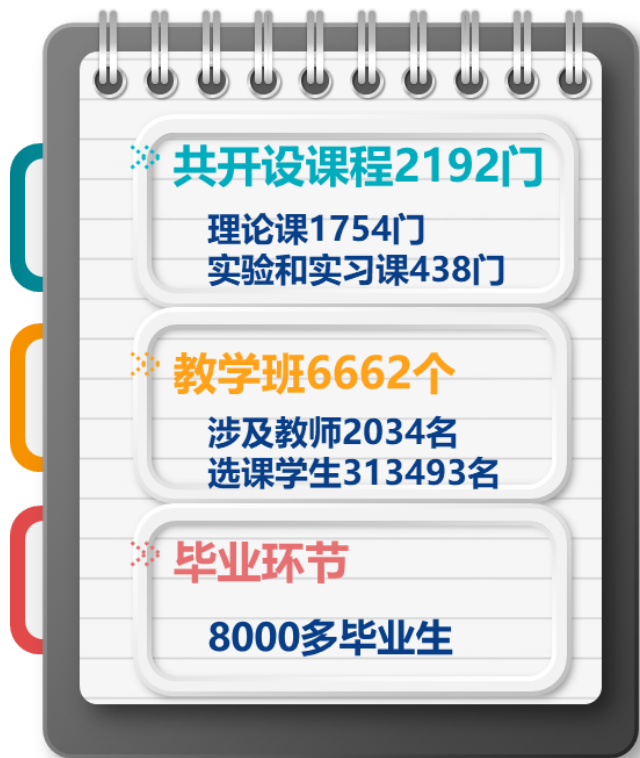 共开设课程2192门
理论课1754门
实验和实习课438门
教学班6662个
涉及教师2034名
选课学生313493名
毕业环节
8000多毕业生